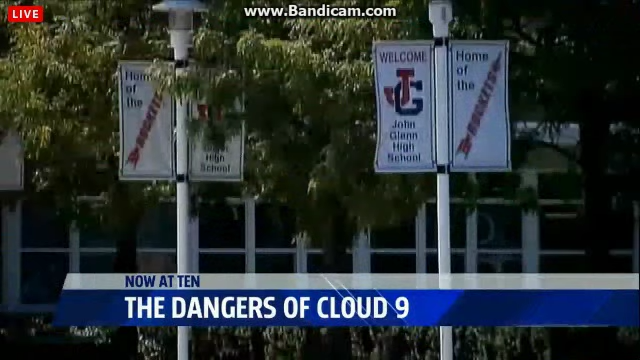 LIVE
www.Bandicam.com
Home
of
the
ROCKETS
High
School
WELCOME
JG
John
Glenn
High
School
Home
of
the
ROCKETS
NOW AT TEN
THE DANGERS OF CLOUD 9